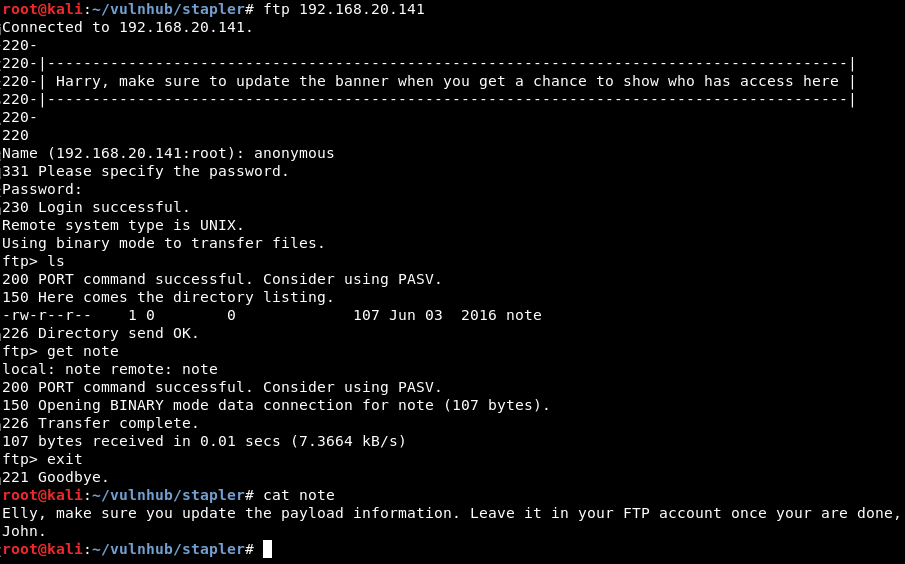 root@kali:~/vulnhub/stapler# ftp 192.168.20.141
Connected to 192.168.20.141.
220-
220-|-----------------------------------------------------------------------------------------|
220-| Harry, make sure to update the banner when you get a chance to show who has access here |
220-|-----------------------------------------------------------------------------------------|
220-
220
Name (192.168.20.141:root): anonymous
331 Please specify the password.
Password:
230 Login successful.
Remote system type is UNIX.
Using binary mode to transfer files.
ftp> ls
200 PORT command successful. Consider using PASV.
150 Here comes the directory listing.
-rw-r--r--    1 0        0             107 Jun 03  2016 note
226 Directory send OK.
ftp> get note
local: note remote: note
200 PORT command successful. Consider using PASV.
150 Opening BINARY mode data connection for note (107 bytes).
226 Transfer complete.
107 bytes received in 0.01 secs (7.3664 kB/s)
ftp> exit
221 Goodbye.
root@kali:~/vulnhub/stapler# cat note
Elly, make sure you update the payload information. Leave it in your FTP account once your are done,
John.
root@kali:~/vulnhub/stapler#